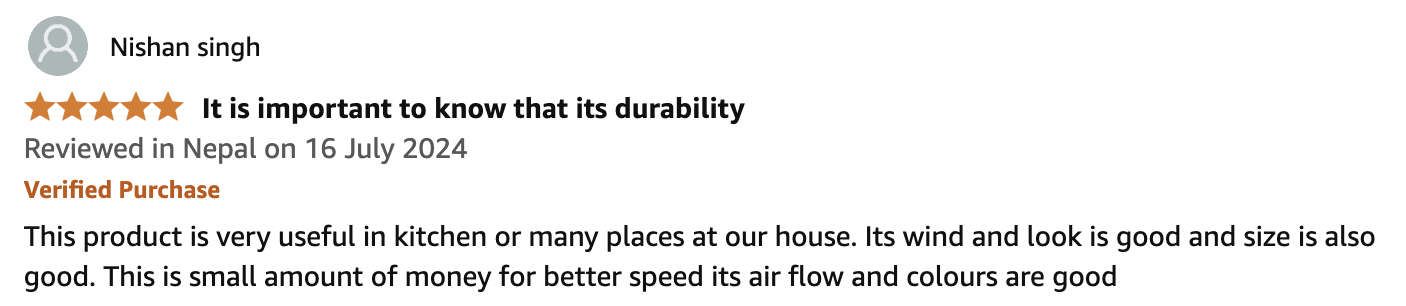 Nishan singh
It is important to know that its durability
Reviewed in Nepal on 16 July 2024
Verified Purchase
This product is very useful in kitchen or many places at our house. Its wind and look is good and size is also
good. This is small amount of money for better speed its air flow and colours are good